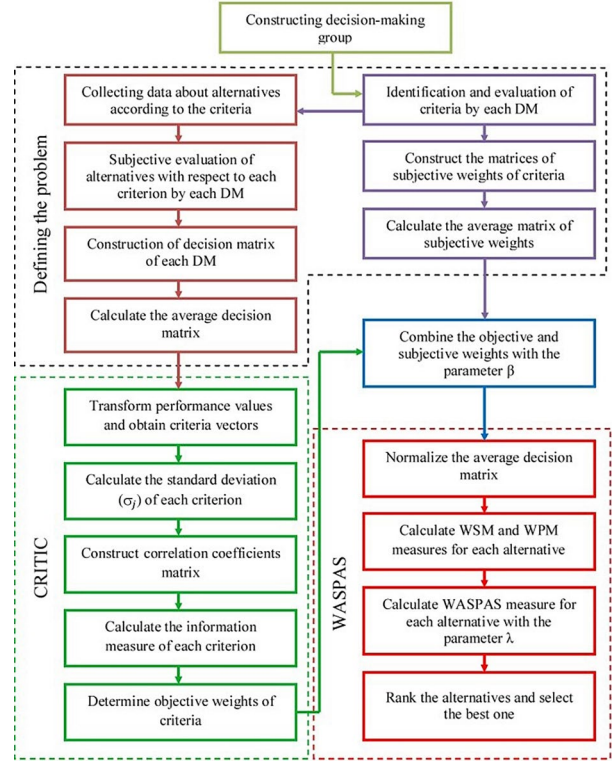 Constructing decision-making
group
Defining the problem
Collecting data about alternatives
according to the criteria
Subjective evaluation of
alternatives with respect to each
criterion by each DM
Construction of decision matrix
of each DM
Calculate the average decision
matrix
Identification and evaluation of
criteria by each DM
Construct the matrices of
subjective weights of criteria
Calculate the average matrix of
subjective weights
Combine the objective and
subjective weights with the
parameter β
CRITIC
Transform performance values
and obtain criteria vectors
Calculate the standard deviation
(σj) of each criterion
Construct correlation coefficients
matrix
Calculate the information
measure of each criterion
Determine objective weights of
criteria
WASPAS
Normalize the average decision
matrix
Calculate WSM and WPM
measures for each alternative
Calculate WASPAS measure for
each alternative with the
parameter λ
Rank the alternatives and select
the best one